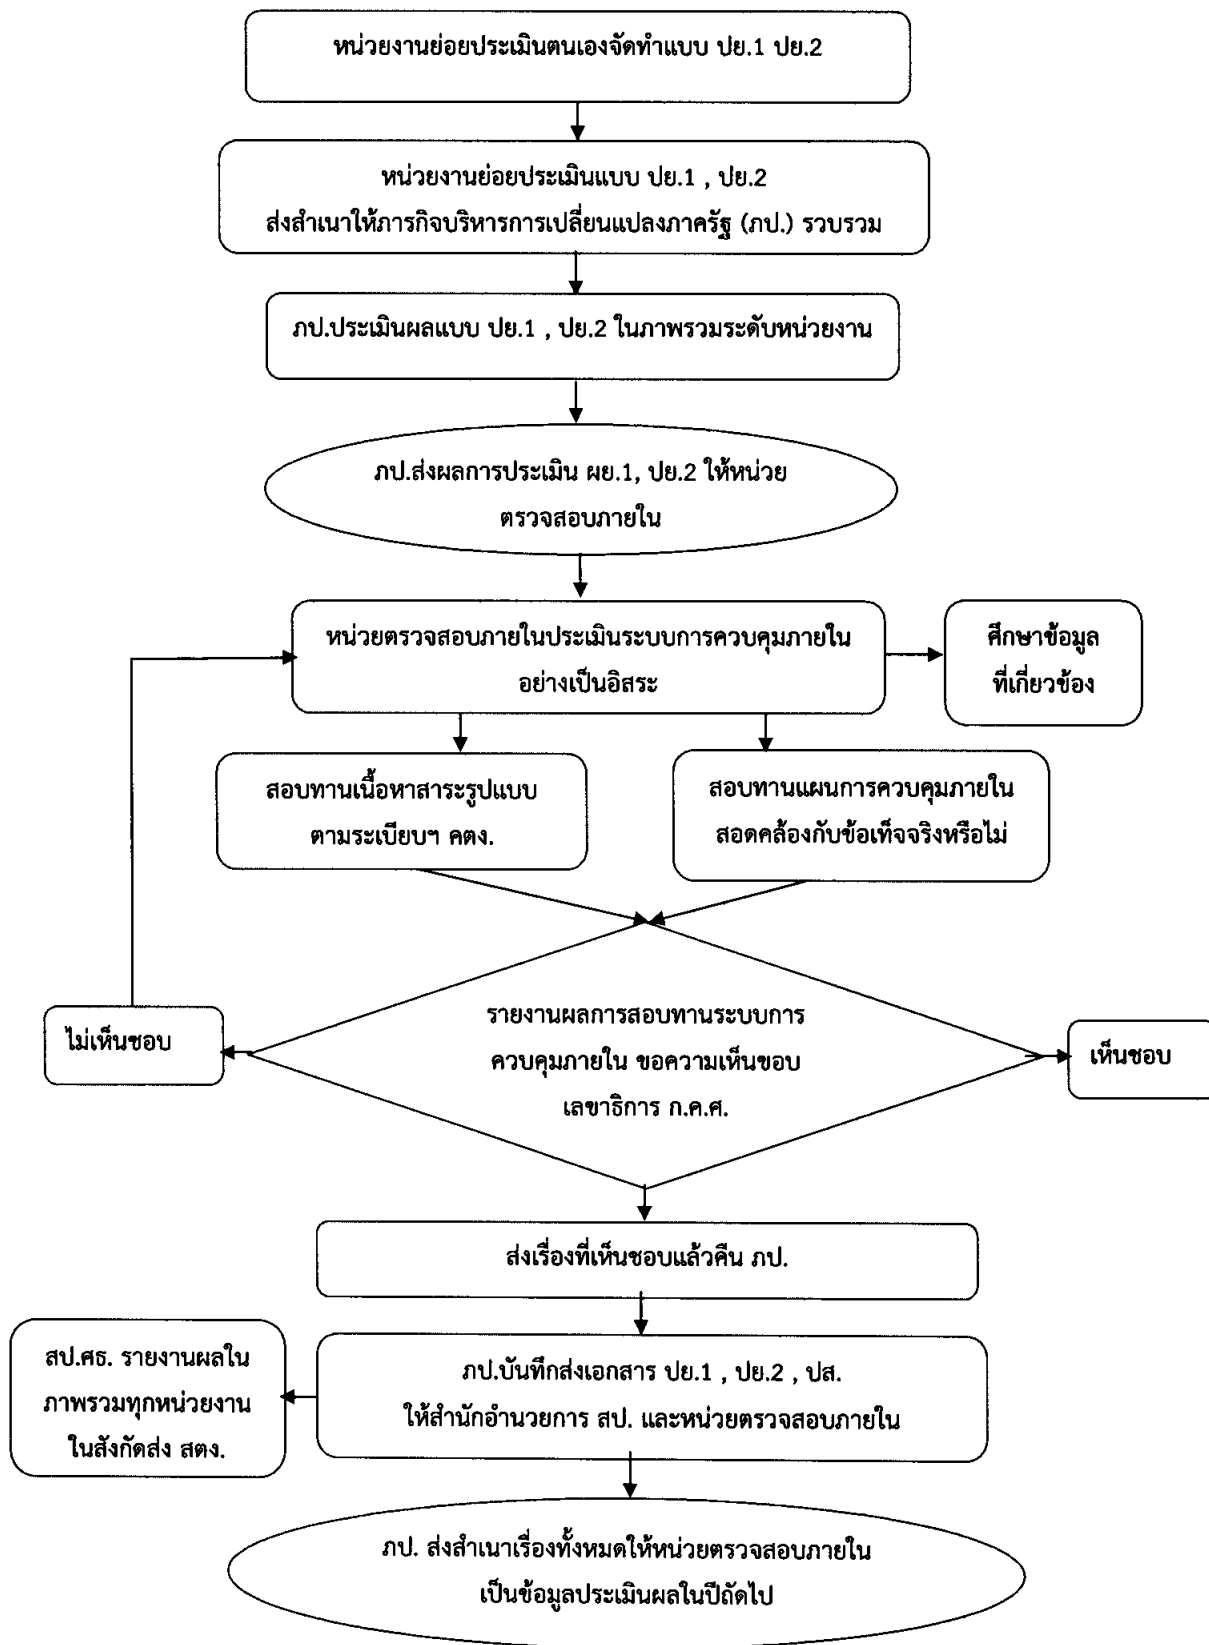 หน่วยงานย่อยประเมินตนเองจัดทำแบบ ปย.1 ปย.2
หน่วยงานย่อยประเมินแบบ ปย.1 , ปย.2
ส่งสำเนาให้ภารกิจบริหารการเปลี่ยนแปลงภาครัฐ (ภป.) รวบรวม
ภป.ประเมินผลแบบ ปย.1 , ปย.2 ในภาพรวมระดับหน่วยงาน
ภป.ส่งผลการประเมิน ผย.1, ปย.2 ให้หน่วย
ตรวจสอบภายใน
หน่วยตรวจสอบภายในประเมินระบบการควบคุมภายใน
อย่างเป็นอิสระ
ศึกษาข้อมูล
ที่เกี่ยวข้อง
สอบทานเนื้อหาสาระรูปแบบ
ตามระเบียบฯ คตง.
สอบทานแผนการควบคุมภายใน
สอดคล้องกับข้อเท็จจริงหรือไม่
ไม่เห็นชอบ
รายงานผลการสอบทานระบบการ
ควบคุมภายใน ขอความเห็นขอบ
เลขาธิการ ก.ค.ศ.
เห็นชอบ
ส่งเรื่องที่เห็นชอบแล้วคืน ภป.
สป.ศธ. รายงานผลใน
ภาพรวมทุกหน่วยงาน
ในสังกัดส่ง สตง.
ภป.บันทึกส่งเอกสาร ปย.1 , ปย.2 , ปส.
ให้สำนักอำนวยการ สป. และหน่วยตรวจสอบภายใน
ภป. ส่งสำเนาเรื่องทั้งหมดให้หน่วยตรวจสอบภายใน
เป็นข้อมูลประเมินผลในปีถัดไป